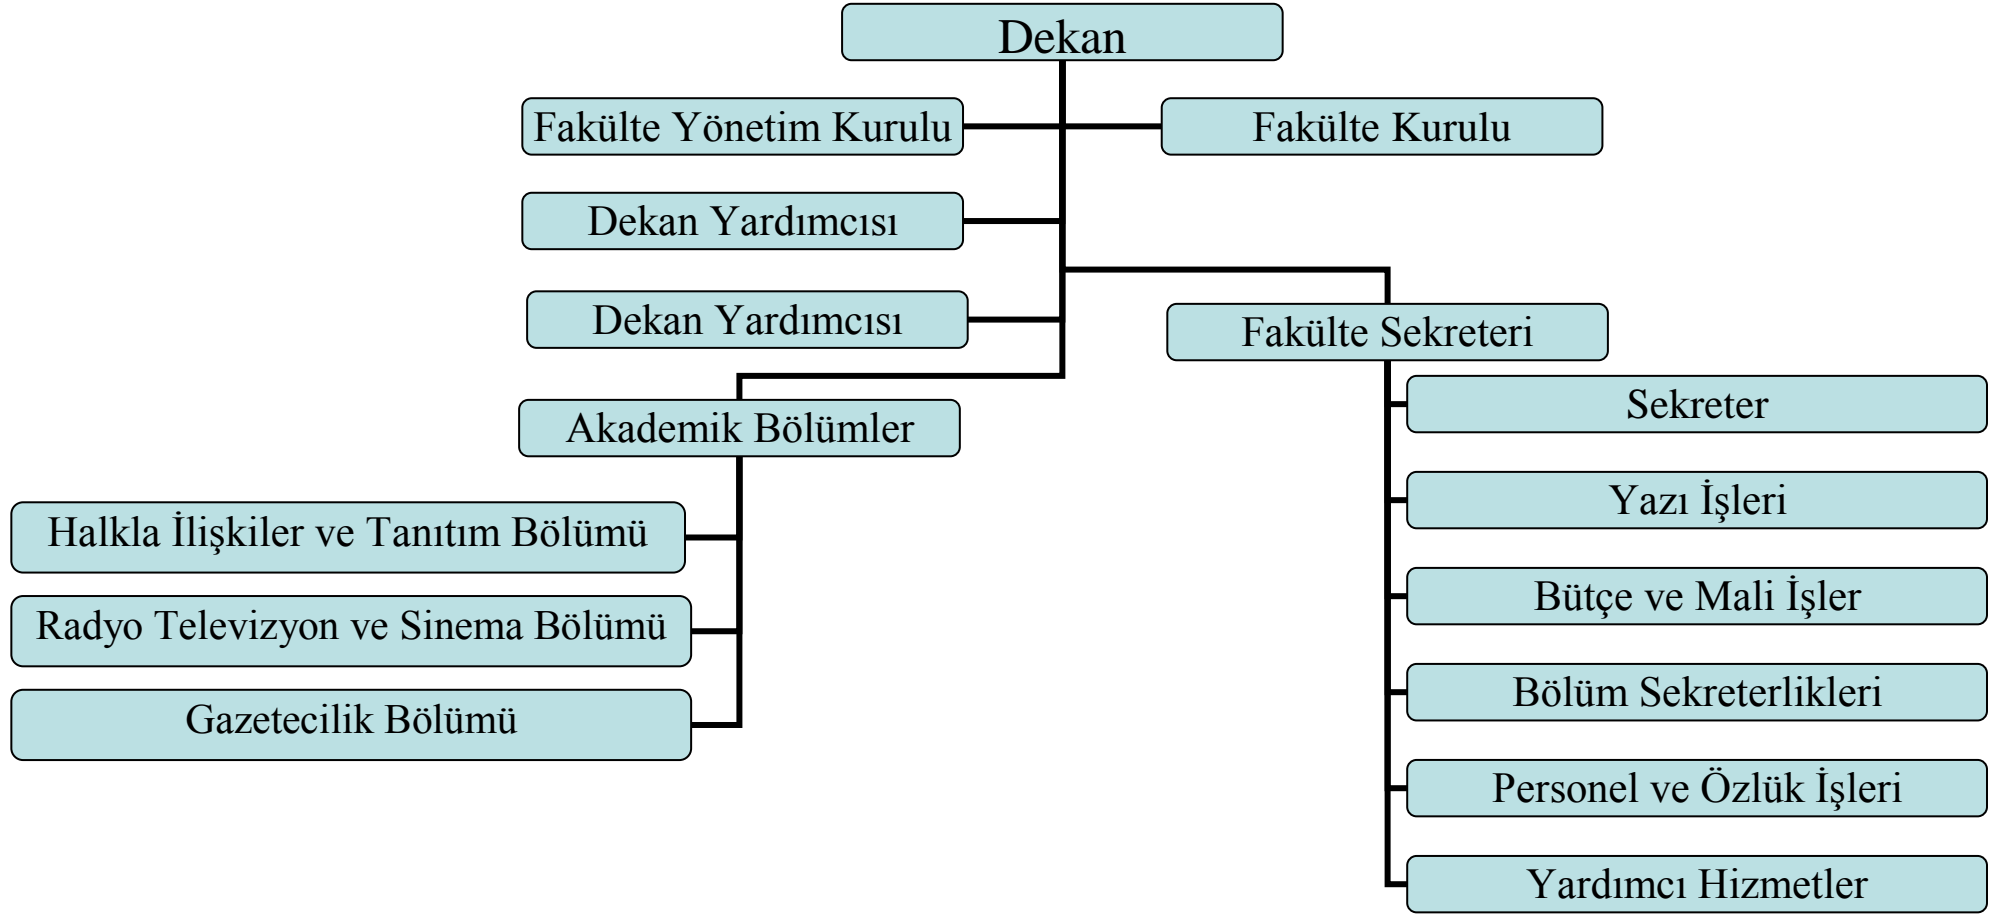 Dekan
Fakülte Yönetim Kurulu
Fakülte Kurulu
Dekan Yardımcısı
Dekan Yardımcısı
Fakülte Sekreteri
Akademik Bölümler
Halkla İlişkiler ve Tanıtım Bölümü
Radyo Televizyon ve Sinema Bölümü
Gazetecilik Bölümü
Sekreter
Yazı İşleri
Bütçe ve Mali İşler
Bölüm Sekreterlikleri
Personel ve Özlük İşleri
Yardımcı Hizmetler